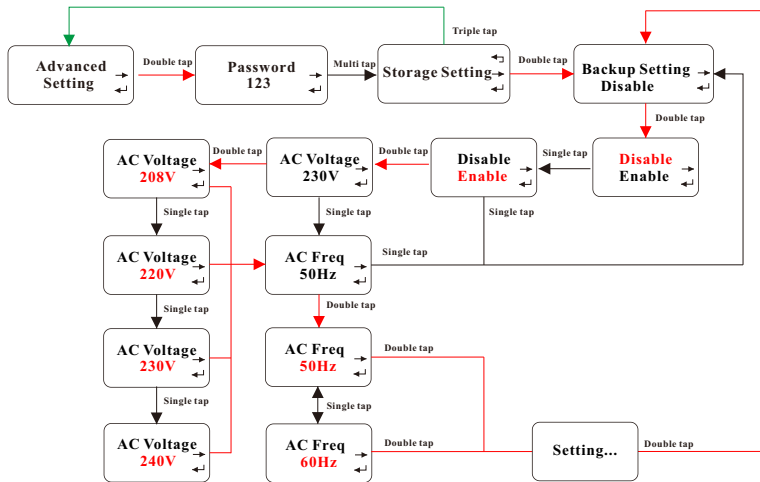 Triple tap
Advanced
Setting
Double tap
Password
123
Multi tap
Storage Setting
Double tap
Backup Setting
Disable
Double tap
AC Voltage
208V
Double tap
AC Voltage
230V
Double tap
Disable
Enable
Single tap
Disable
Enable
Single tap
Single tap
Single tap
AC Voltage
220V
AC Freq
50Hz
Single tap
Single tap
Double tap
AC Voltage
230V
AC Freq
50Hz
Double tap
Single tap
Single tap
AC Voltage
240V
AC Freq
60Hz
Double tap
Setting...
Double tap